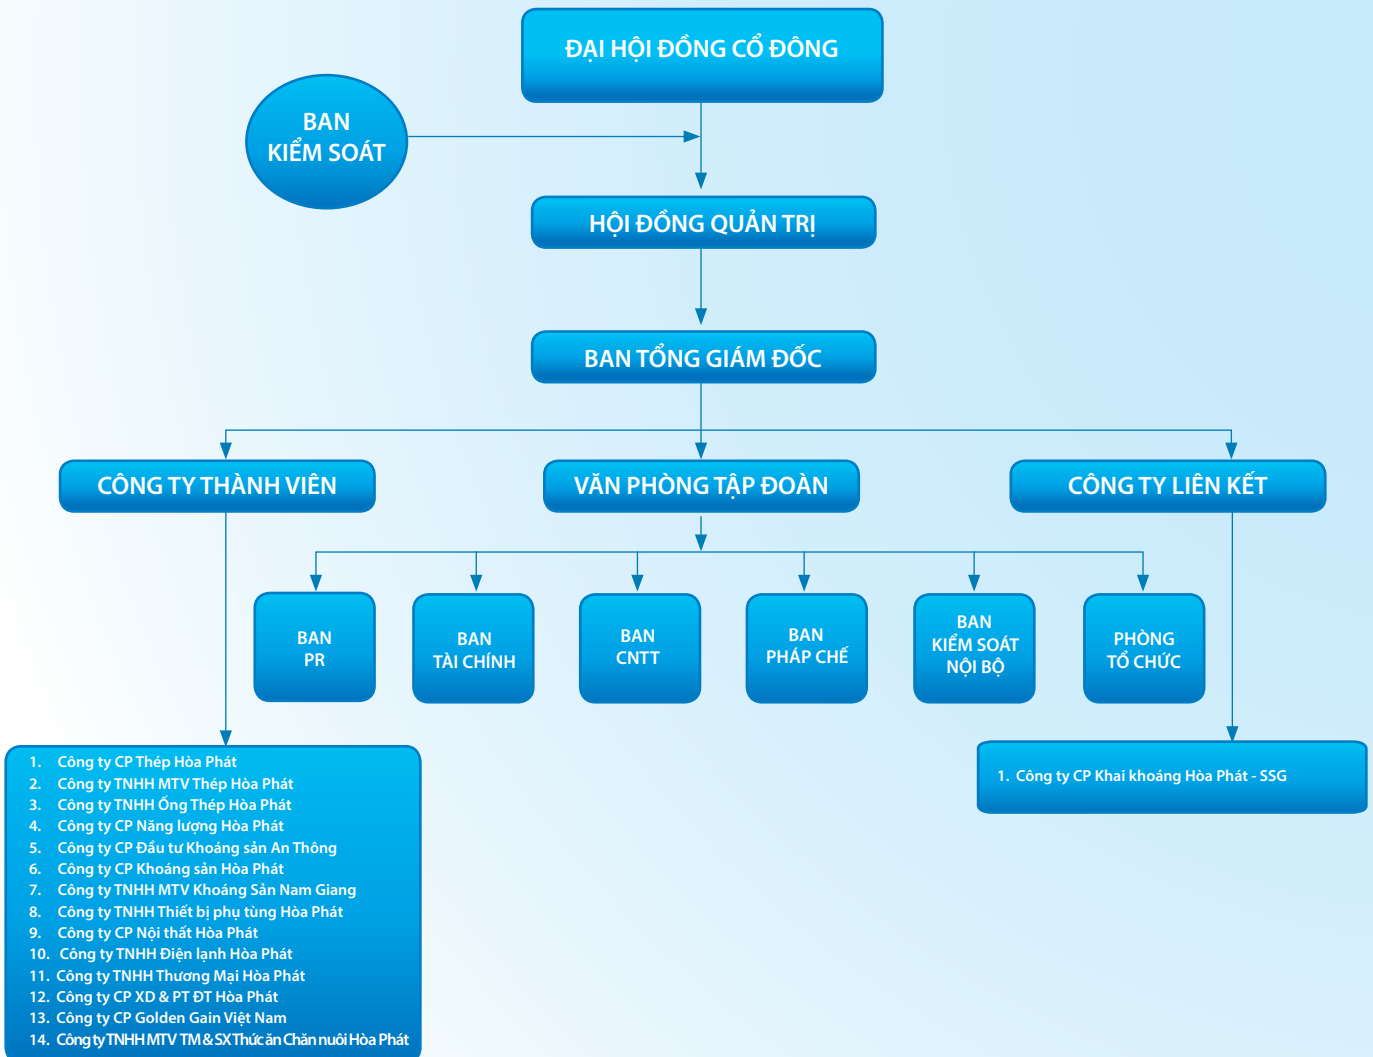 ĐẠI HỘI ĐỒNG CỔ ĐÔNG
BAN
KIỂM SOÁT
HỘI ĐỒNG QUẢN TRỊ
BAN TỔNG GIÁM ĐỐC
CÔNG TY THÀNH VIÊN
VĂN PHÒNG TẬP ĐOÀN
CÔNG TY LIÊN KẾT
BAN
PR
BAN
TÀI CHÍNH
BAN
CNTT
BAN
PHÁP CHẾ
BAN
KIỂM SOÁT
NỘI BỘ
PHÒNG
TỔ CHỨC
1. Công ty CP Thép Hòa Phát
2. Công ty TNHH MTV Thép Hòa Phát
3. Công ty TNHH Ống Thép Hòa Phát
4. Công ty CP Năng lượng Hòa Phát
5. Công ty CP Đầu tư Khoáng sản An Thông
6. Công ty CP Khoáng sản Hòa Phát
7. Công ty TNHH MTV Khoáng Sản Nam Giang
8. Công ty TNHH Thiết bị phụ tùng Hòa Phát
9. Công ty CP Nội thất Hòa Phát
10. Công ty TNHH Điện lạnh Hòa Phát
11. Công ty TNHH Thương Mại Hòa Phát
12. Công ty CP XD & PT ĐT Hòa Phát
13. Công ty CP Golden Gain Việt Nam
14. Công ty TNHH MTV TM & SX Thức ăn Chăn nuôi Hòa Phát
1. Công ty CP Khai khoáng Hòa Phát - SSG